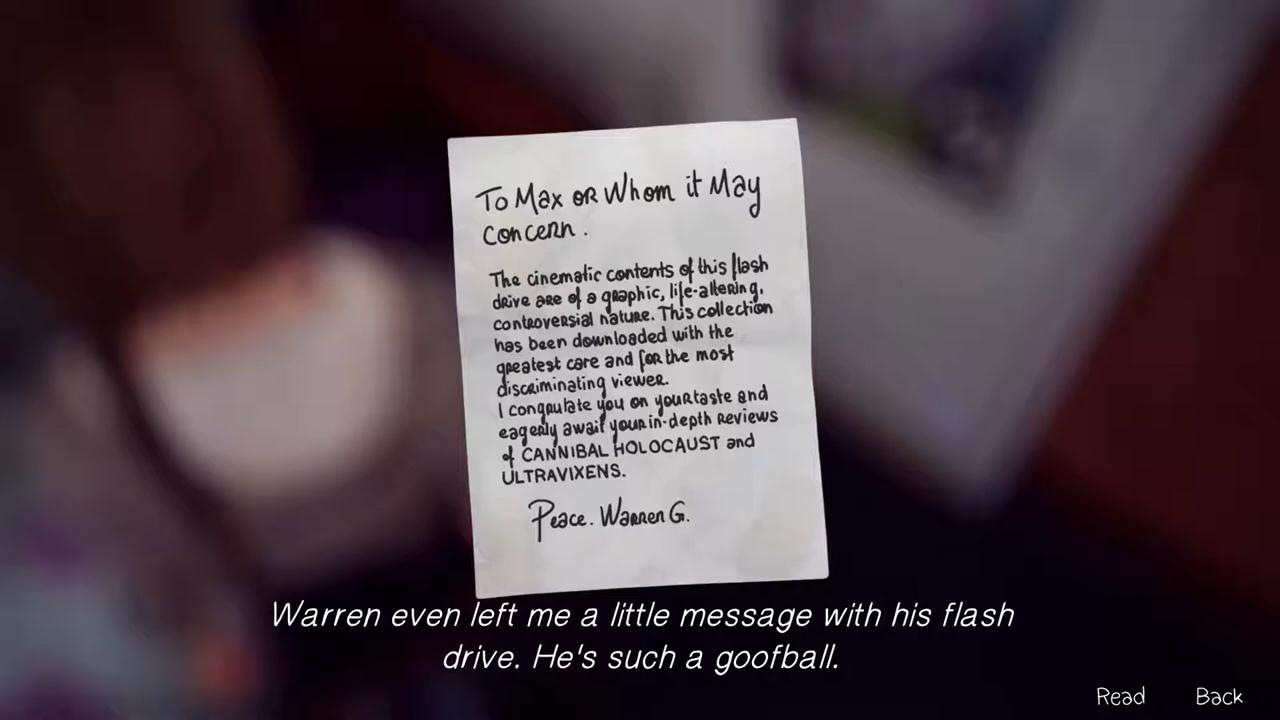 To Max or Whom it May
Concern.
The cinematic contents of this flash
drive are of a graphic, life-altering,
controversial nature. This collection
has been downloaded with the
greatest care and for the most
discriminating viewer.
I congrulate you on your taste and
eagerly await your in-depth reviews
of CANNIBAL HOLOCAUST and
ULTRAVIXENS.
Peace. Warren G.
Warren even left me a little message with his flash
drive. He's such a goofball.
Read Back